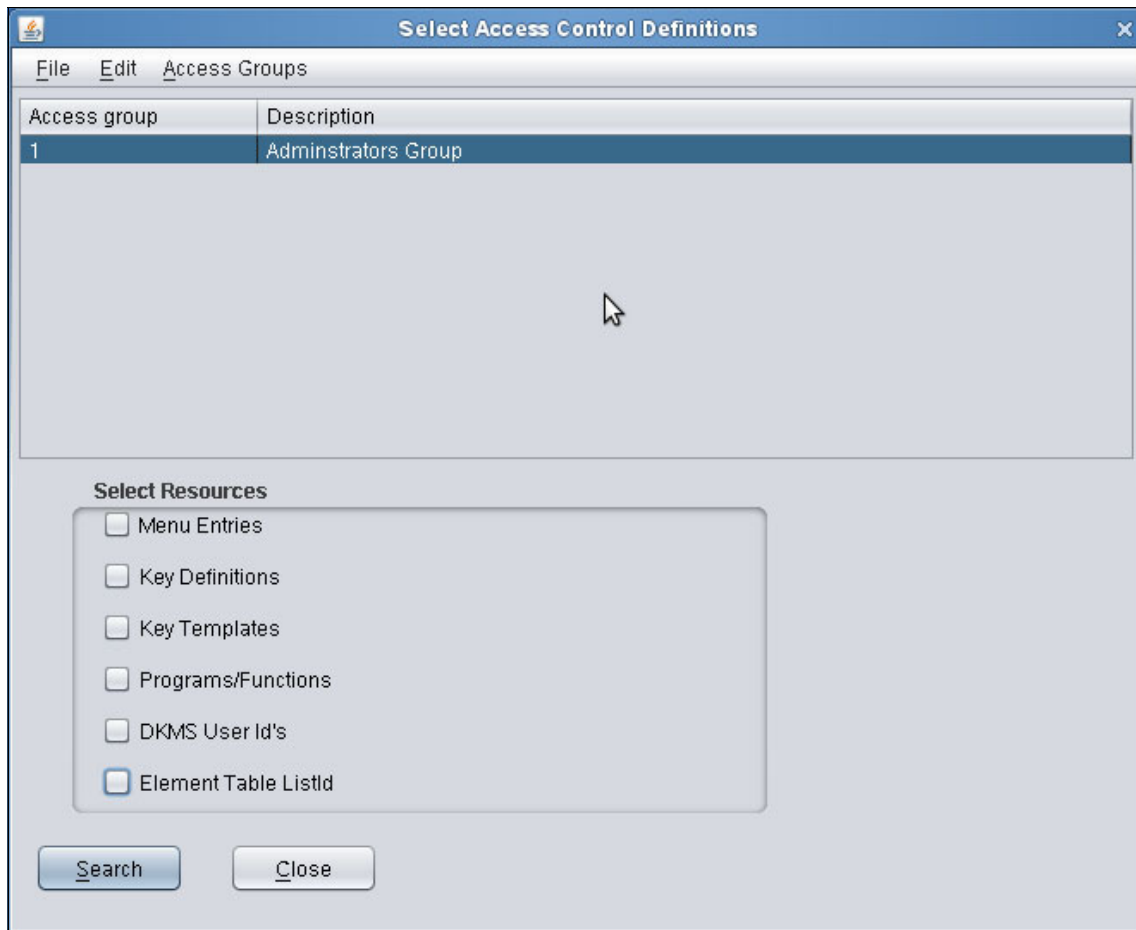 Select Access Control Definitions
File Edit Access Groups
Access group Description
1 Adminstrators Group
Select Resources
Menu Entries
Key Definitions
Key Templates
Programs/Functions
DKMS User Id's
Element Table ListId
Search Close